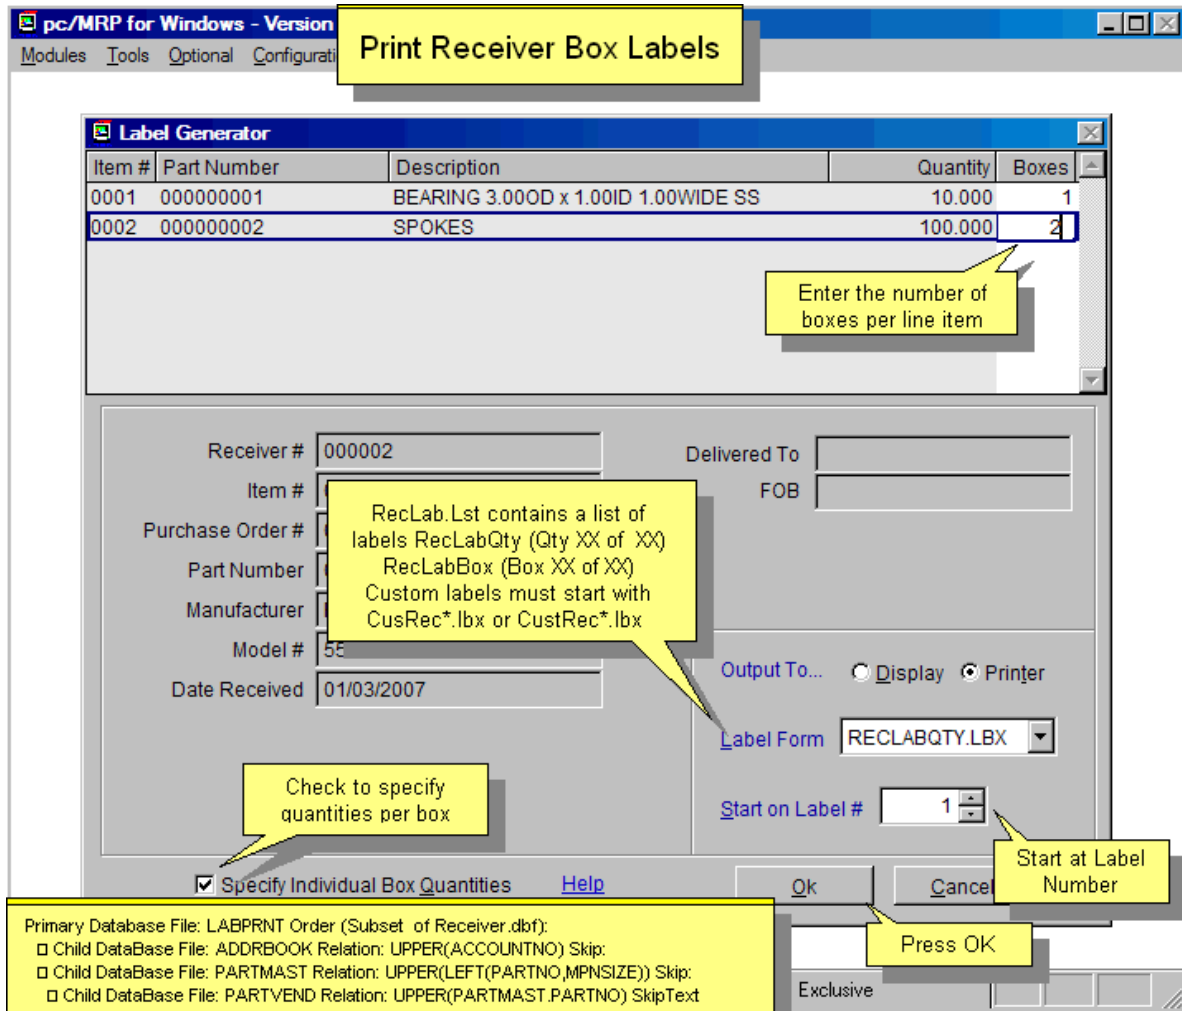 pc/MRP for Windows - Version
Print Receiver Box Labels
Modules Tools Optional
Label Generator
Item # Part Number Description Quantity Boxes
0001 000000001 BEARING 3.00OD x 1.00ID 1.00WIDE SS 10.000 1
0002 000000002 SPOKES 100.000 2
Enter the number of
boxes per line item
Receiver # 000002
Delivered To
Item #
FOB
Purchase Order #
Part Number
Manufacturer
Model # 55
Date Received 01/03/2007
RecLab.Lst contains a list of
labels RecLabQty (Qty XX of XX)
RecLabBox (Box XX of XX)
Custom labels must start with
CusRec*.lbx or CustRec*.lbx
Output To... Display Printer
Label Form RECLABQTY.LBX
Start on Label # 1
Check to specify
quantities per box
Start at Label
Number
Specify Individual Box Quantities Help Ok Cancel
Press OK
Primary Database File: LABPRNT Order (Subset of Receiver.dbf):
Child DataBase File: ADDRBOOK Relation: UPPER(ACCOUNTNO) Skip:
Child DataBase File: PARTMAST Relation: UPPER(LEFT(PARTNO,MPNSIZE)) Skip:
Child DataBase File: PARTVEND Relation: UPPER(PARTMAST.PARTNO) SkipText
Exclusive